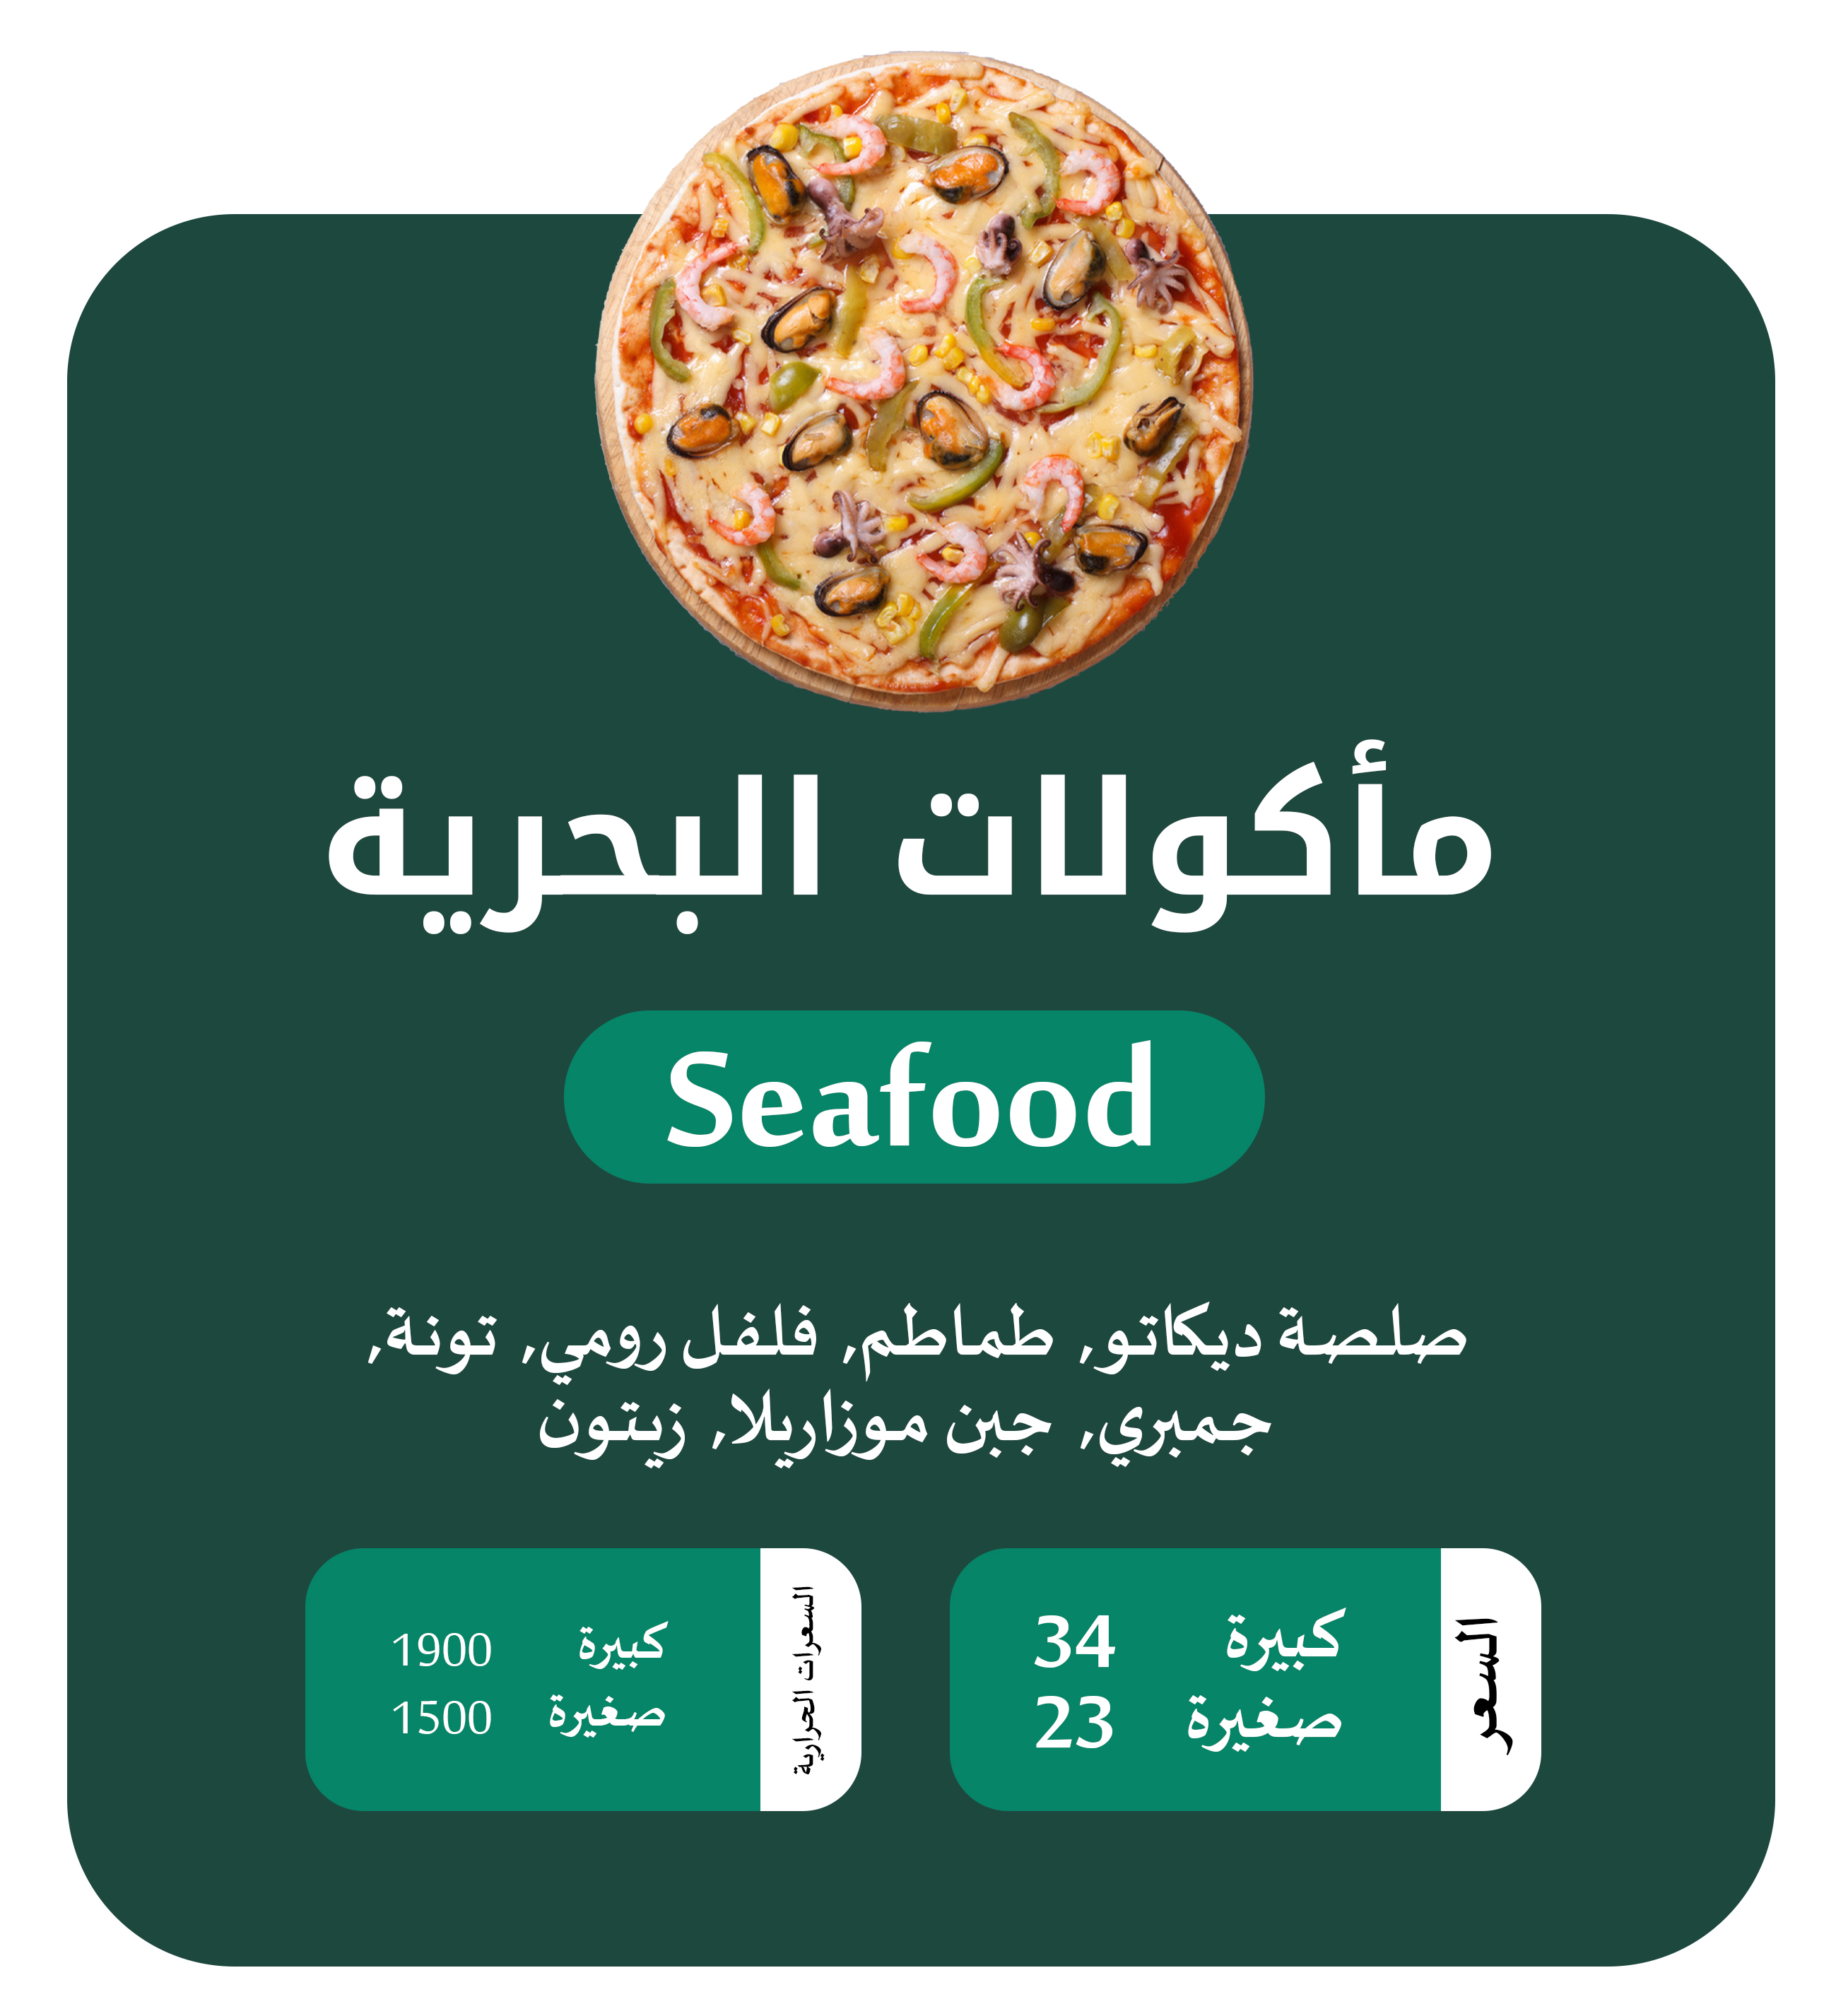 مأكولات البحرية
Seafood
صلصة ديكاتو, طماطم, فلفل رومي, تونة,
جمبري, جبن موزاريلا, زيتون
السعر
كبيرة 34
صغيرة 23
السعرات الحرارية
كبيرة 1900
صغيرة 1500